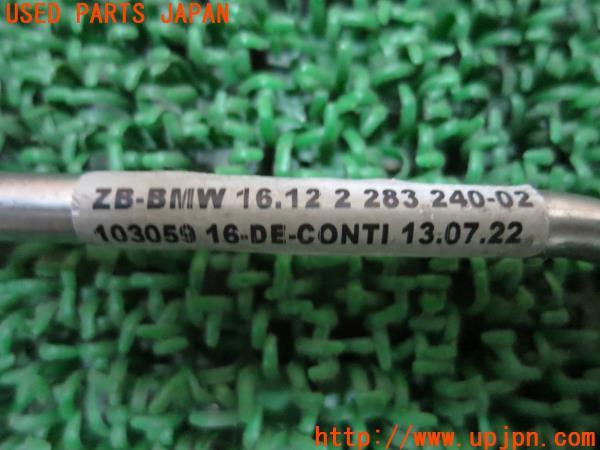 USED PARTS JAPAN
ZB-BMW 16.12 2 283 240-02
103059 16-DE-CONTI 13.07.22
http://www.upjpn.com